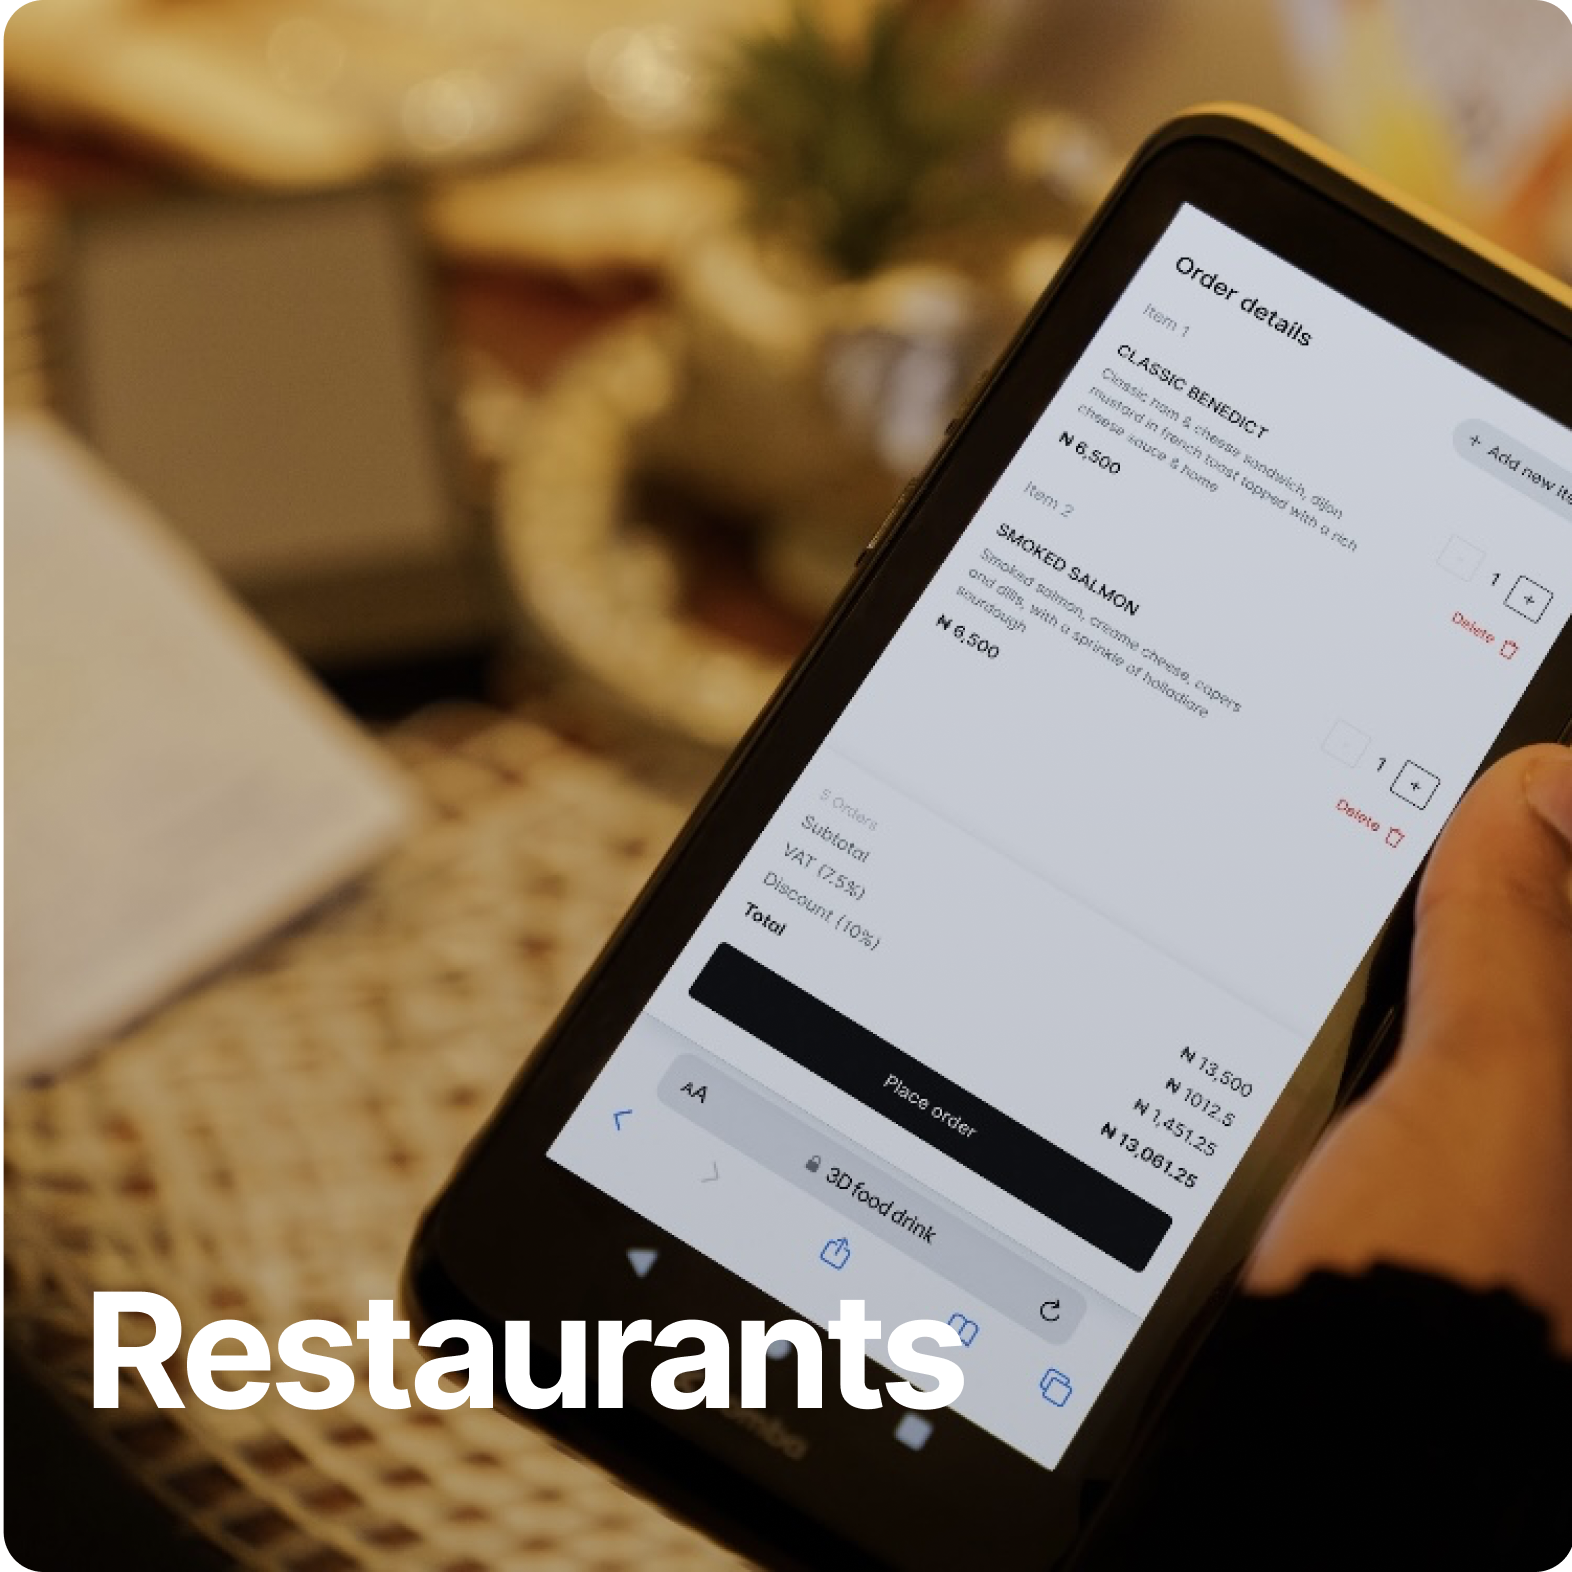 Order details
+ Add new
Item 1
CLASSIC BENEDICT
Classic ham & cheese sandwich, dijon
mustard in french toast topped with a rich
cheese sauce & home
₦ 6,500
1
Delete
Item 2
SMOKED SALMON
Smoked salmon, creame cheese, capers
and dills, with a sprinkle of holladiare
sourdough
₦ 6,500
1
Delete
5 Orders
Subtotal ₦ 13,500
VAT (7.5%) ₦ 1012.5
Discount (10%) ₦ 1,451.25
Total ₦ 13,061.25
Place order
AA 3D food drink
Restaurants